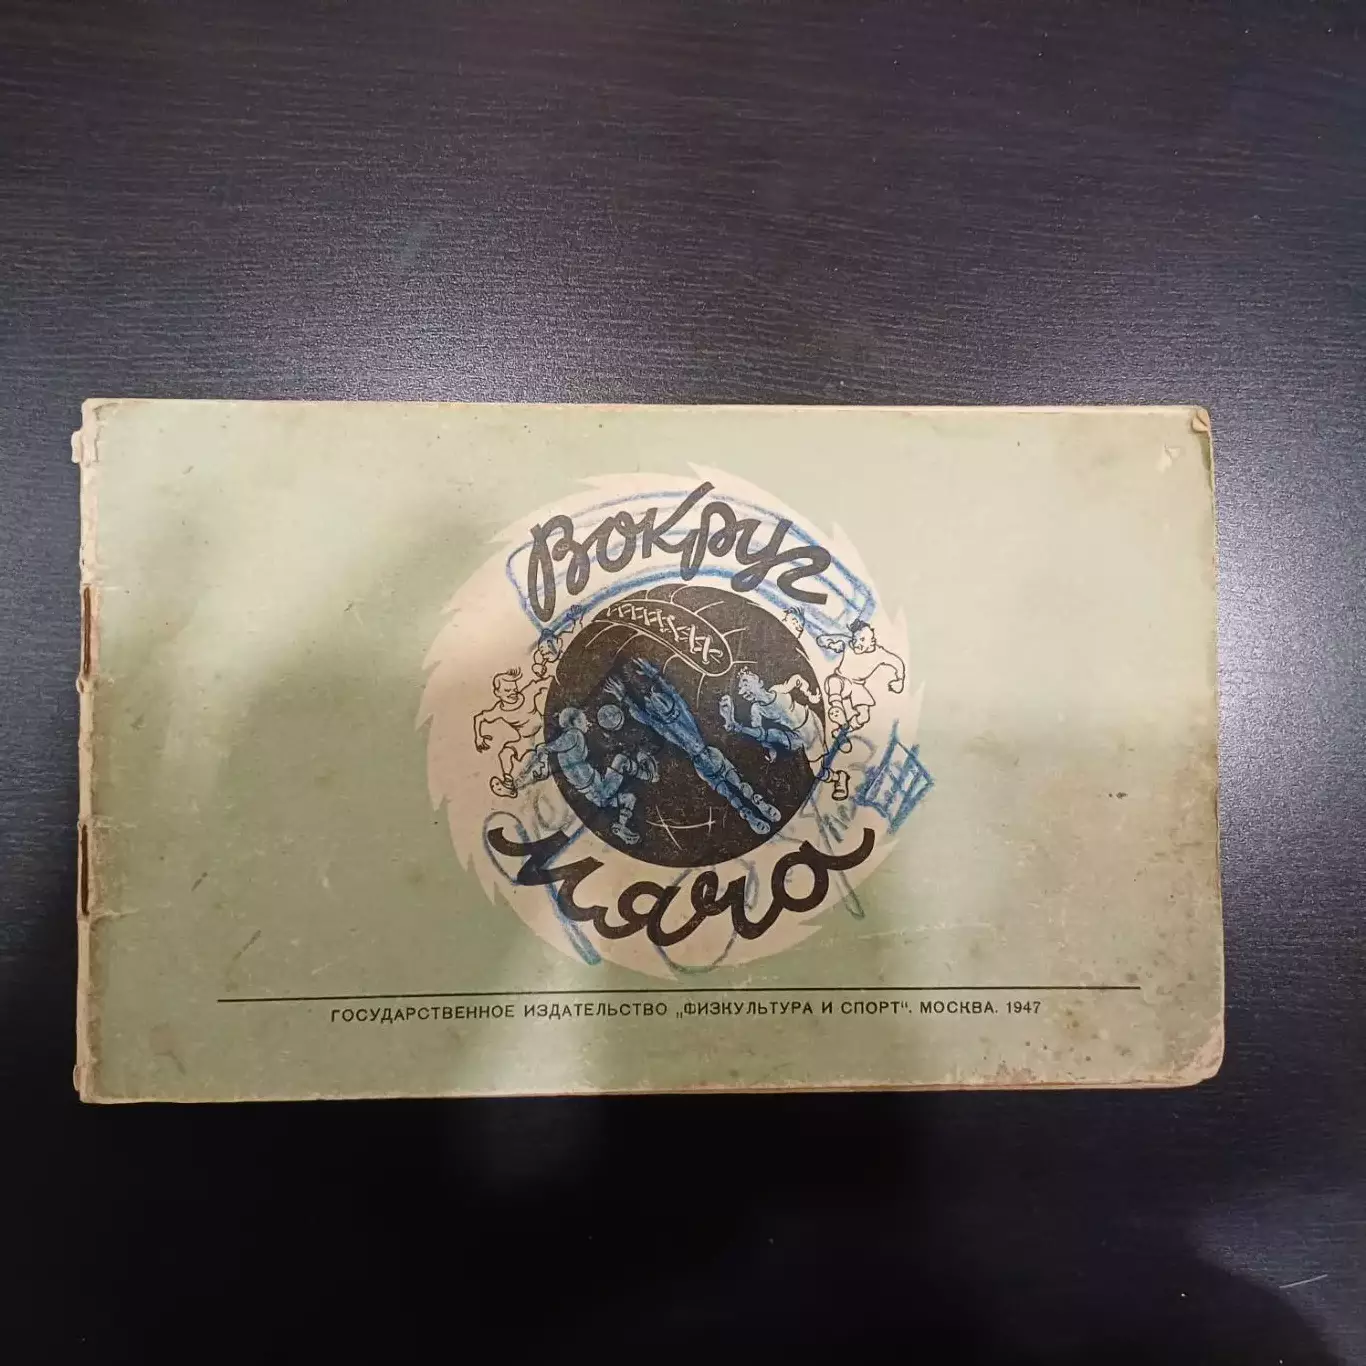 Вокруг
мяча
ГОСУДАРСТВЕННОЕ ИЗДАТЕЛЬСТВО „ФИЗКУЛЬТУРА И СПОРТ“. МОСКВА. 1947